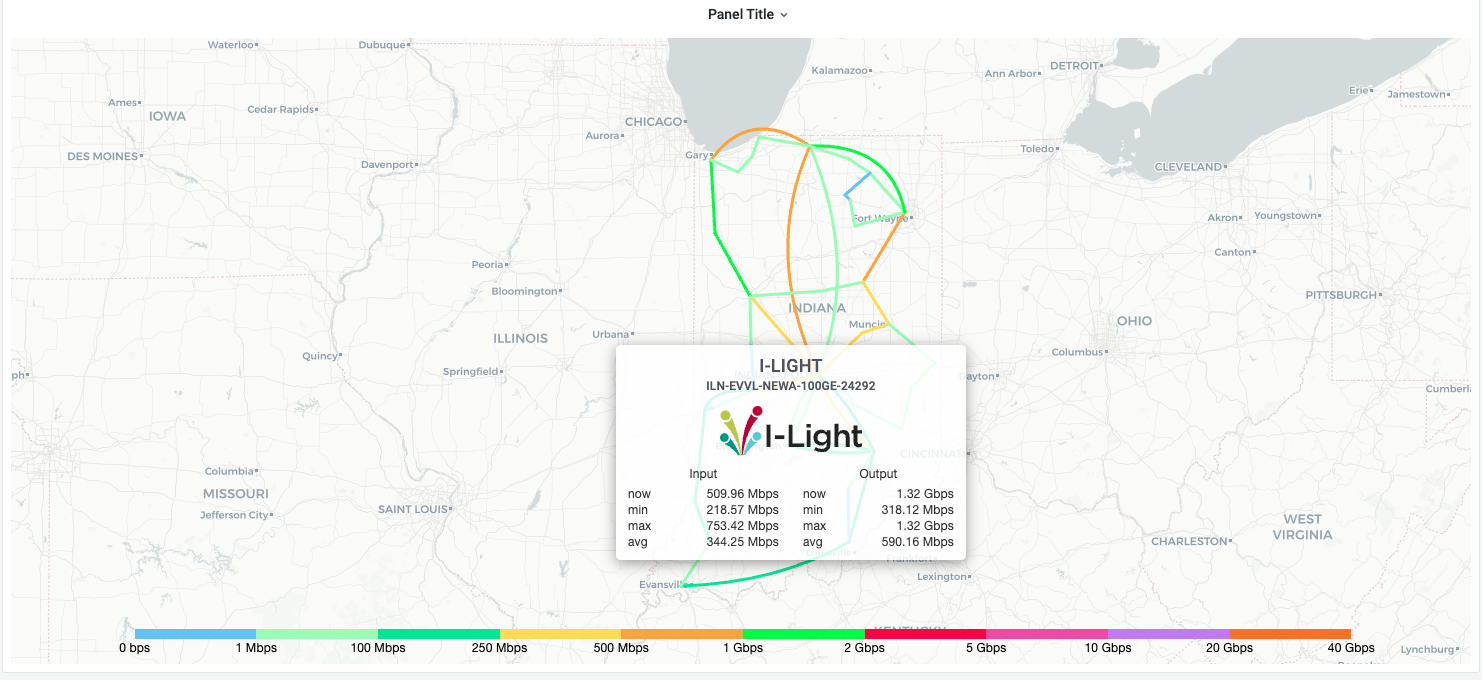 Panel Title
Waterloo
Dubuque
Kalamazoo
Ann Arbor
DETROIT
Erie
Jamestown
Ames
IOWA
Cedar Rapids
Aurora
CHICAGO
DES MOINES
Davenport
Gary
Toledo
CLEVELAND
Fort Wayne
Akron
Youngstown
Canton
Peoria
Bloomington
PITTSBURGH
INDIANA
Muncie
OHIO
ILLINOIS
Urbana
Quincy
Columbus
Springfield
Dayton
I-LIGHT
ILN-EVVL-NEWA-100GE-24292
I-Light
CINCINNATI
Columbia
MISSOURI
Jefferson City
SAINT LOUIS
Input Output
now 509.96 Mbps now 1.32 Gbps
min 218.57 Mbps min 318.12 Mbps
max 753.42 Mbps max 1.32 Gbps
avg 344.25 Mbps avg 590.16 Mbps
WEST
VIRGINIA
CHARLESTON
Louisville
Frankfort
Lexington
Evansville
KENTUCKY
0 bps 1 Mbps 100 Mbps 250 Mbps 500 Mbps 1 Gbps 2 Gbps 5 Gbps 10 Gbps 20 Gbps 40 Gbps
Lynchburg